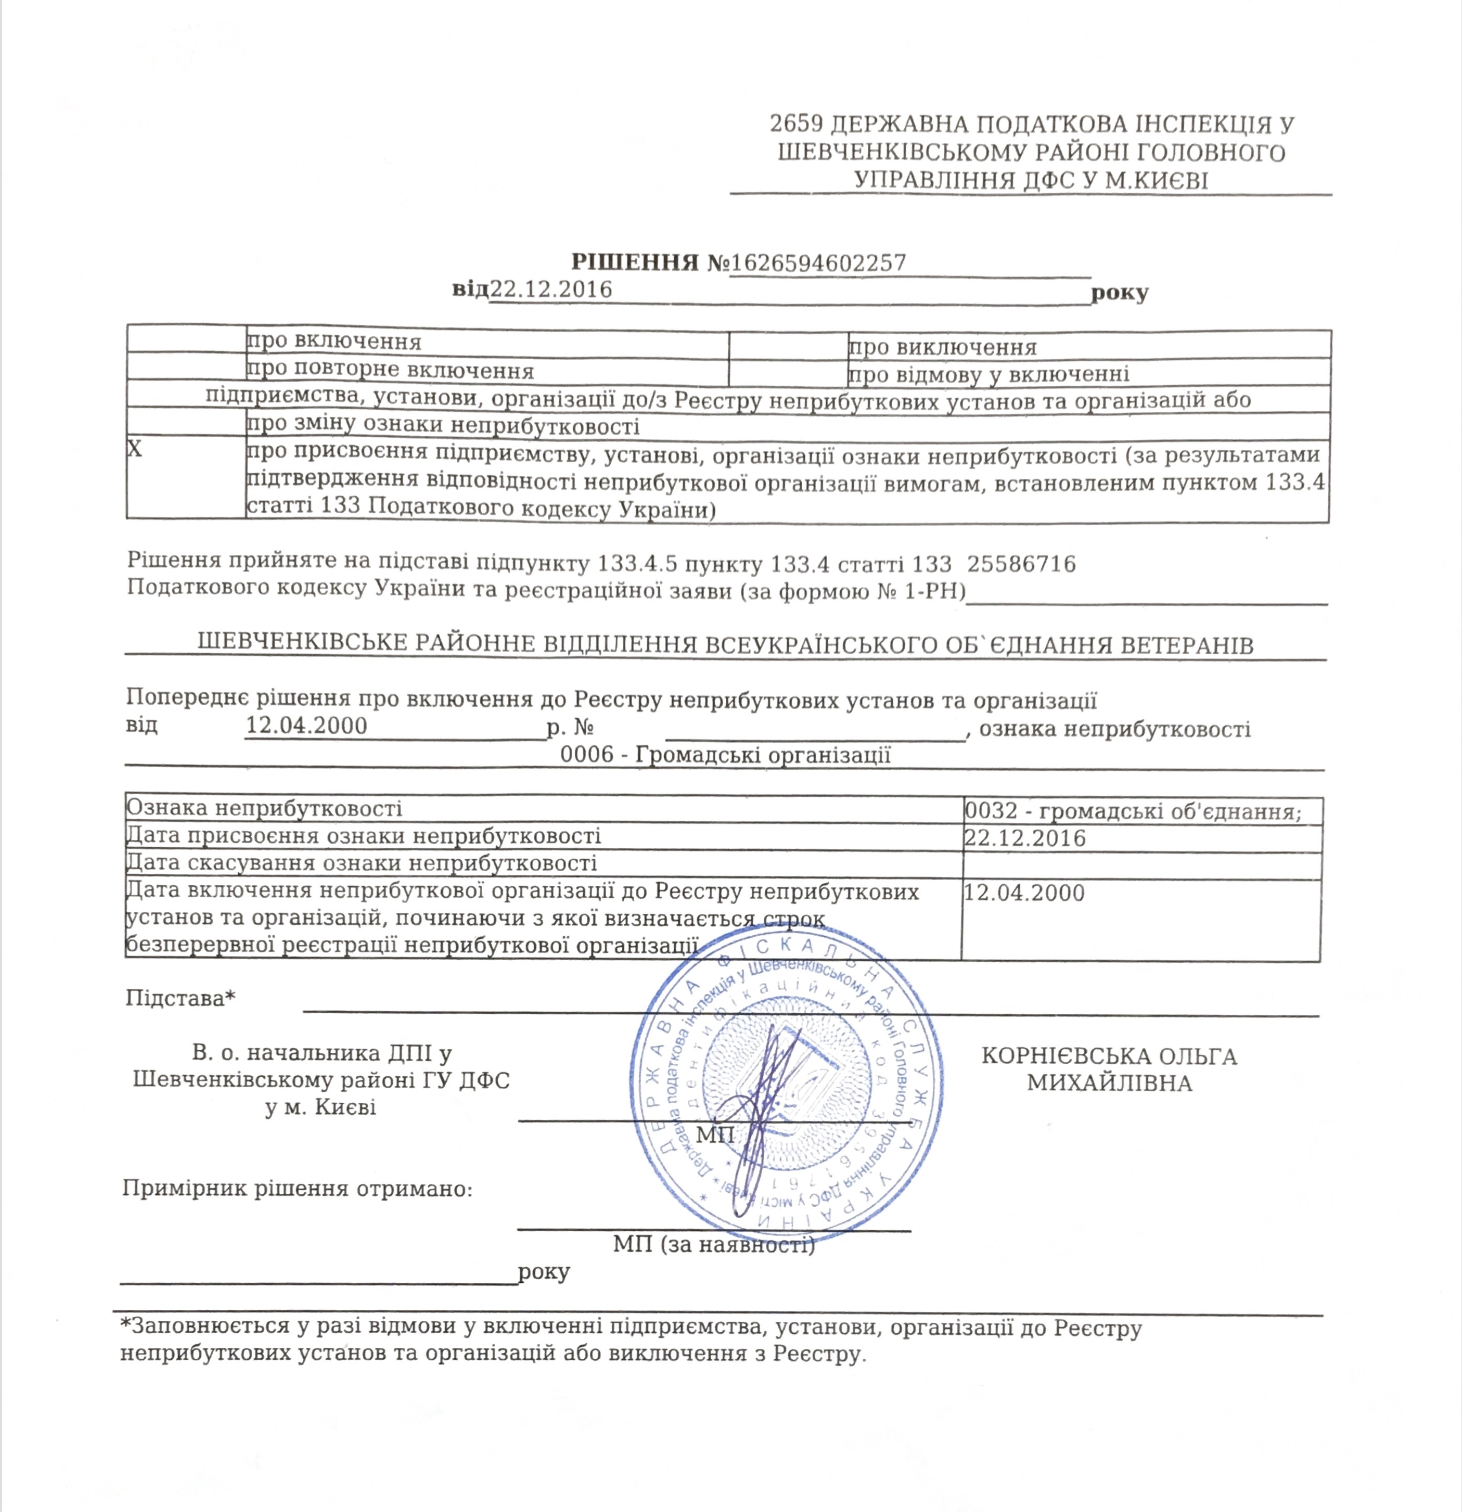 2659 ДЕРЖАВНА ПОДАТКОВА ІНСПЕКЦІЯ У
ШЕВЧЕНКІВСЬКОМУ РАЙОНІ ГОЛОВНОГО
УПРАВЛІННЯ ДФС У М.КИЄВІ
РІШЕННЯ №1626594602257
від22.12.2016 року
про включення про виключення
про повторне включення про відмову у включенні
підприємства, установи, організації до/з Реєстру неприбуткових установ та організацій або
про зміну ознаки неприбутковості
X про присвоєння підприємству, установі, організації ознаки неприбутковості (за результатами
підтвердження відповідності неприбуткової організації вимогам, встановленим пунктом 133.4
статті 133 Податкового кодексу України)
Рішення прийняте на підставі підпункту 133.4.5 пункту 133.4 статті 133 25586716
Податкового кодексу України та реєстраційної заяви (за формою № 1-РН)
ШЕВЧЕНКІВСЬКЕ РАЙОННЕ ВІДДІЛЕННЯ ВСЕУКРАЇНСЬКОГО ОБ`ЄДНАННЯ ВЕТЕРАНІВ
Попереднє рішення про включення до Реєстру неприбуткових установ та організації
від 12.04.2000 р. № , ознака неприбутковості
0006 - Громадські організації
Ознака неприбутковості 0032 - громадські об'єднання;
Дата присвоєння ознаки неприбутковості 22.12.2016
Дата скасування ознаки неприбутковості
Дата включення неприбуткової організації до Реєстру неприбуткових 12.04.2000
установ та організацій, починаючи з якої визначається строк
безперервної реєстрації неприбуткової організації
Підстава*
В. о. начальника ДПІ у
Шевченківському районі ГУ ДФС
у м. Києві
КОРНІЄВСЬКА ОЛЬГА
МИХАЙЛІВНА
МП
ДЕРЖАВНА ФІСКАЛЬНА СЛУЖБА УКРАЇНИ
Державна податкова інспекція у Шевченківському районі Головного управління ДФС у місті Києві
Ідентифікаційний код 39561761
Примірник рішення отримано:
МП (за наявності)
року
*Заповнюється у разі відмови у включенні підприємства, установи, організації до Реєстру
неприбуткових установ та організацій або виключення з Реєстру.